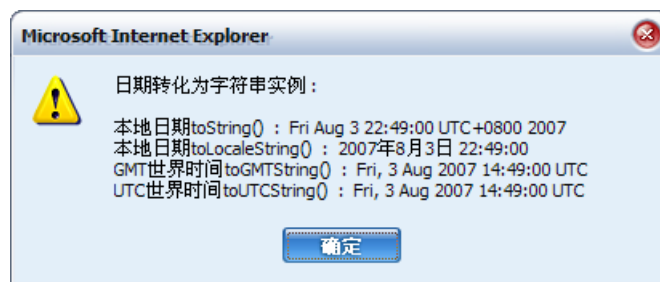 Microsoft Internet Explorer
日期转化为字符串实例：
本地日期toString() ：Fri Aug 3 22:49:00 UTC+0800 2007
本地日期toLocaleString() ：2007年8月3日 22:49:00
GMT世界时间toGMTString() ：Fri, 3 Aug 2007 14:49:00 UTC
UTC世界时间toUTCString() ：Fri, 3 Aug 2007 14:49:00 UTC
确定